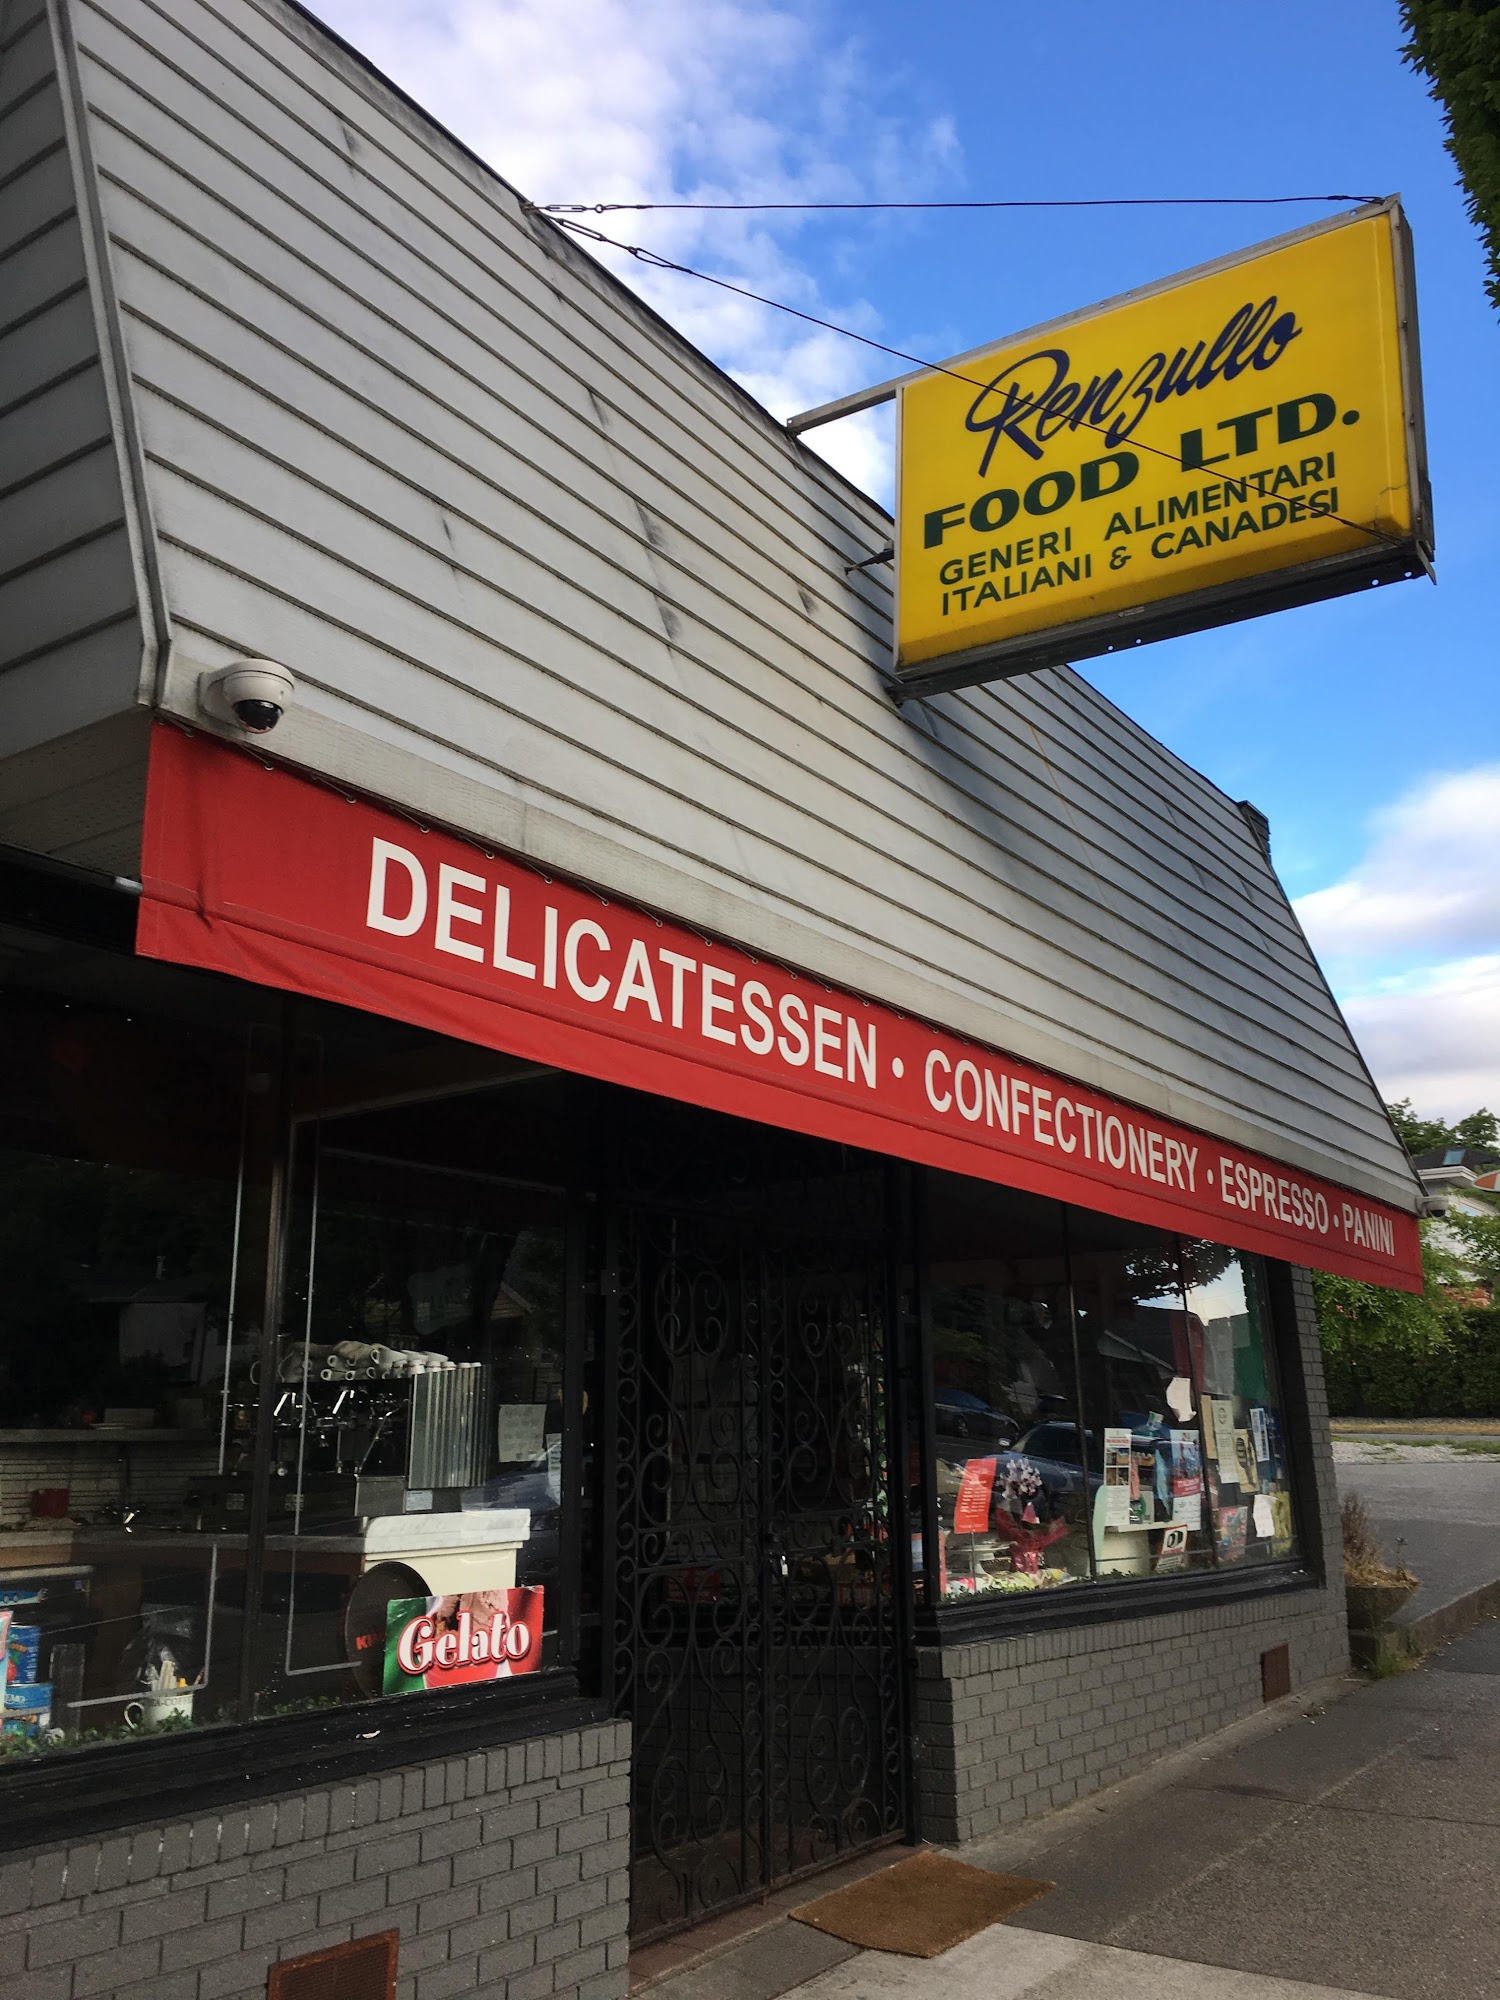 Renzullo
FOOD LTD.
GENERI ALIMENTARI
ITALIANI & CANADESI
DELICATESSEN • CONFECTIONERY • ESPRESSO • PANINI
Gelato